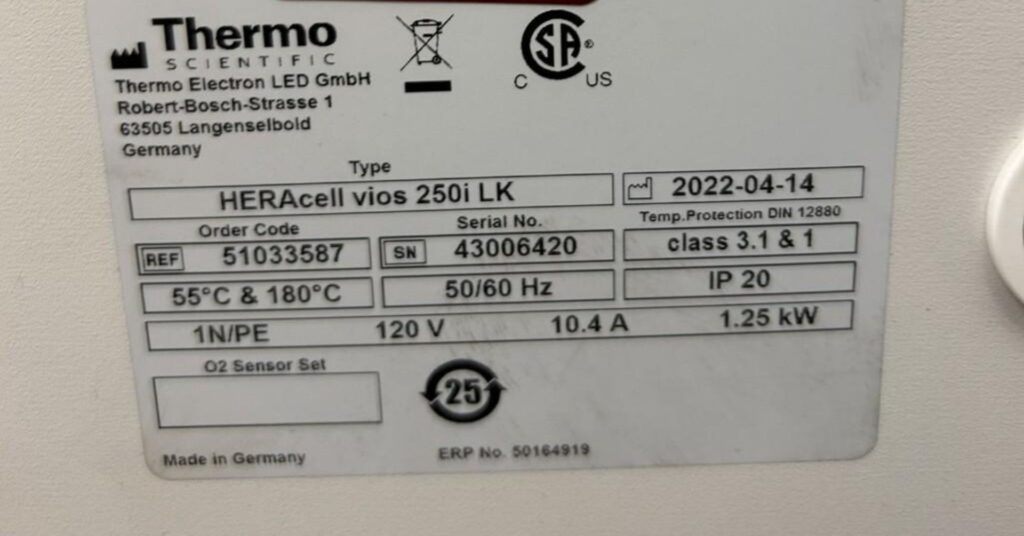 Thermo
SCIENTIFIC
Thermo Electron LED GmbH
Robert-Bosch-Strasse 1
63505 Langenselbold
Germany
C SA ® US
Type
HERAcell vios 250i LK
2022-04-14
Order Code
Serial No.
Temp.Protection DIN 12880
REF 51033587
SN 43006420
class 3.1 & 1
55°C & 180°C
50/60 Hz
IP 20
1N/PE 120 V 10.4 A 1.25 kW
O2 Sensor Set
25
Made in Germany
ERP No. 50164919